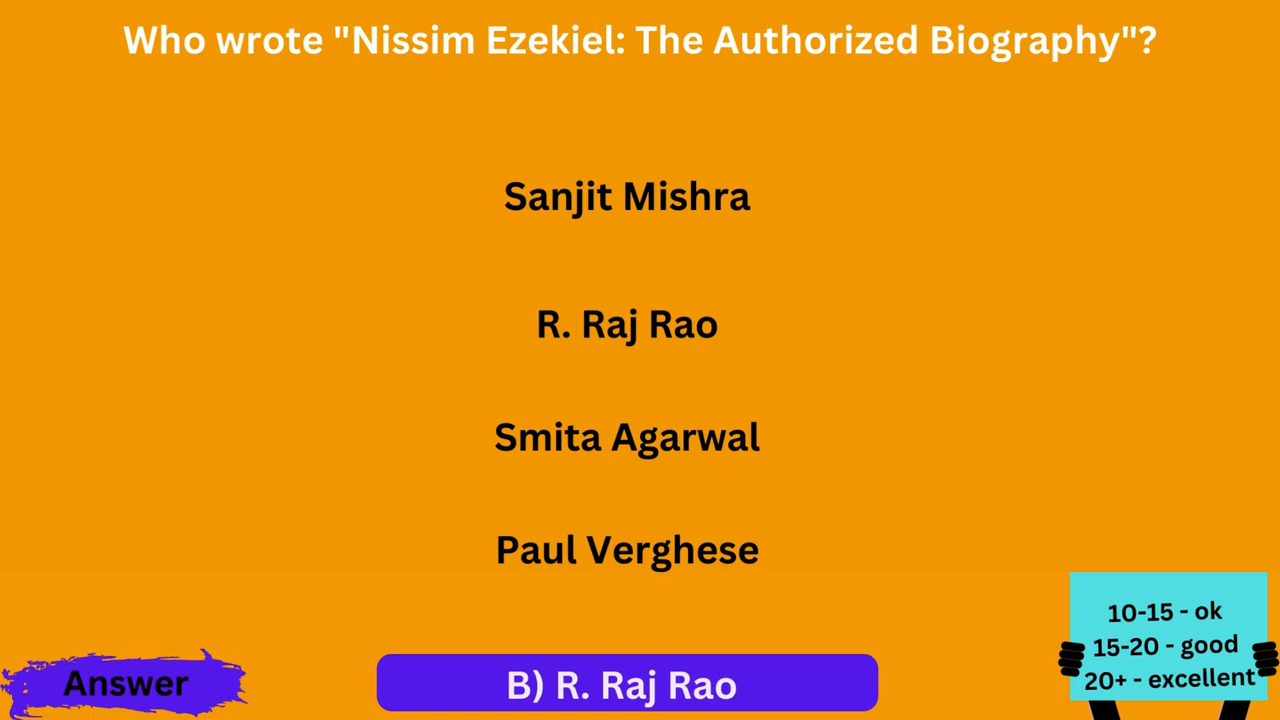 Who wrote "Nissim Ezekiel: The Authorized Biography"?
Sanjit Mishra
R. Raj Rao
Smita Agarwal
Paul Verghese
Answer
B) R. Raj Rao
10-15 - ok
15-20 - good
20+ - excellent